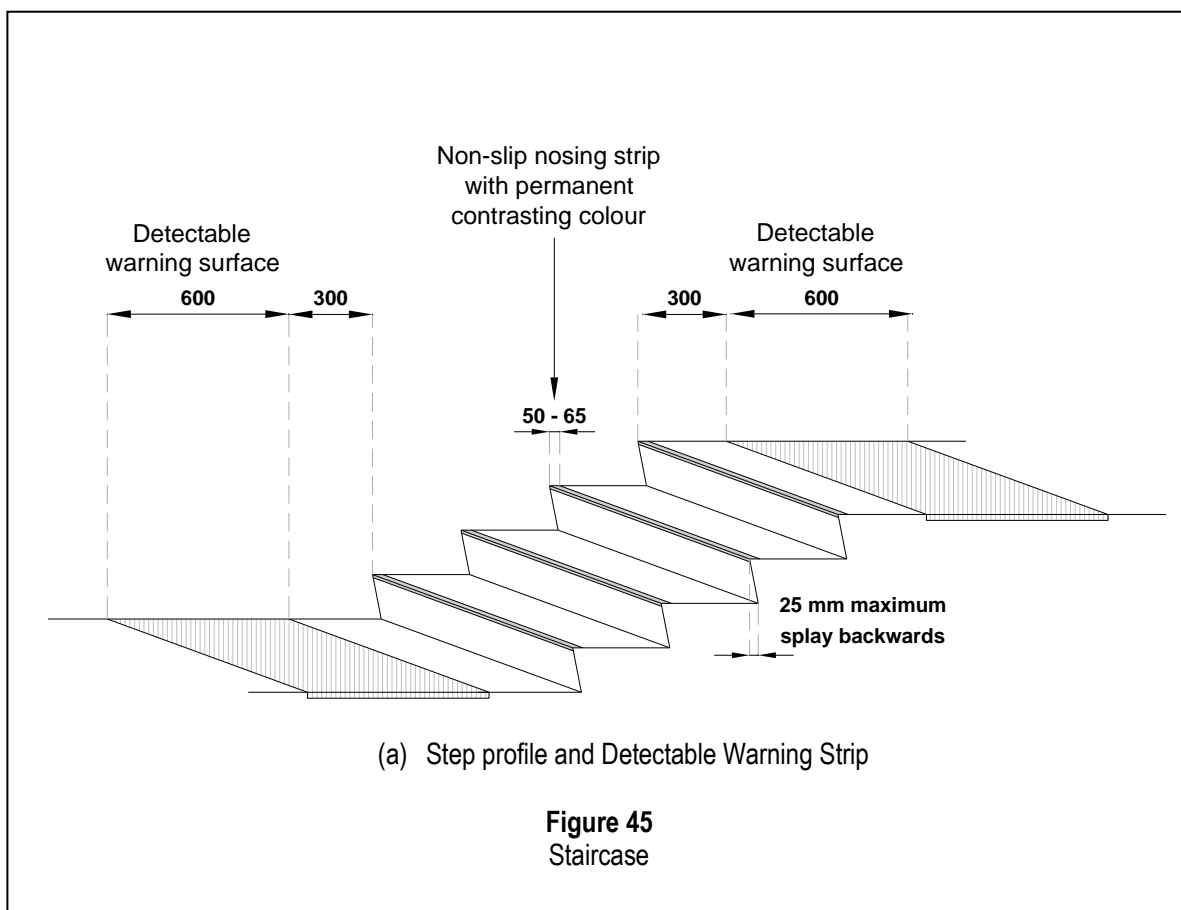 Non-slip nosing strip
with permanent
contrasting colour
Detectable
warning surface
600
300
Detectable
warning surface
300
600
50 - 65
25 mm maximum
splay backwards
(a) Step profile and Detectable Warning Strip
Figure 45
Staircase